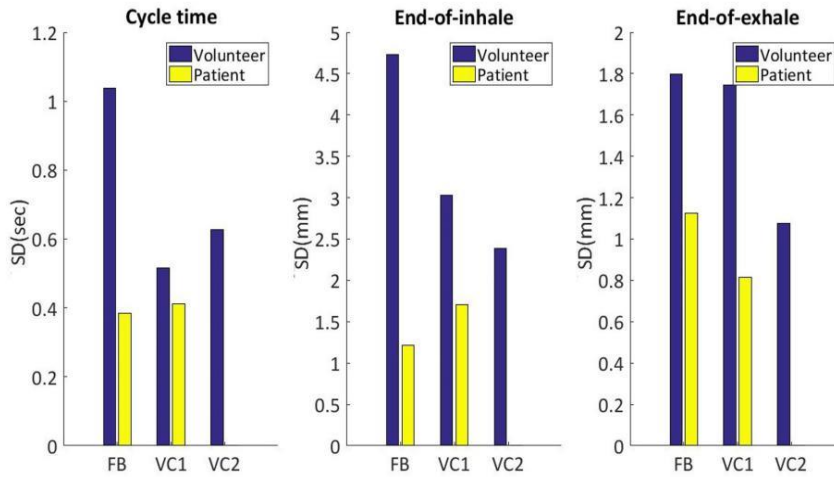 Cycle time
1.2
1
0.8
0.6
0.4
0.2
0
SD(sec)
Volunteer
Patient
FB VC1 VC2
End-of-inhale
4.5
4
3.5
3
2.5
2
1.5
1
0.5
0
SD(mm)
Volunteer
Patient
FB VC1 VC2
End-of-exhale
2
1.8
1.6
1.4
1.2
1
0.8
0.6
0.4
0.2
0
SD(mm)
Volunteer
Patient
FB VC1 VC2